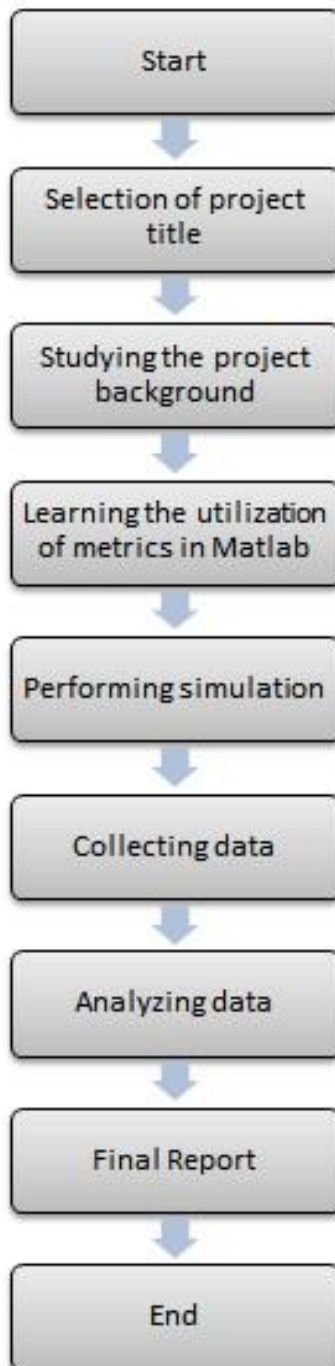 Start
Selection of project
title
Studying the project
background
Learning the utilization
of metrics in Matlab
Performing simulation
Collecting data
Analyzing data
Final Report
End